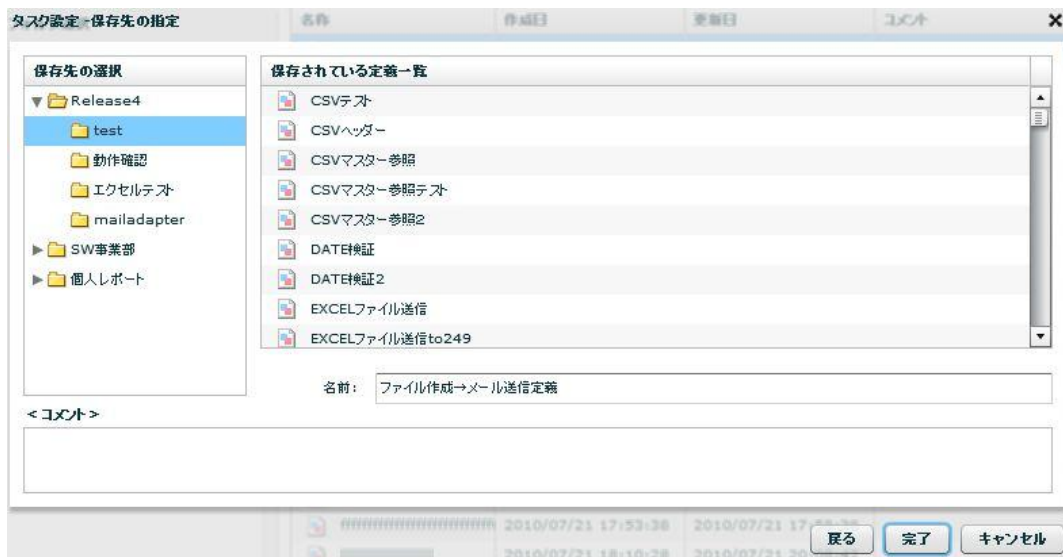 タスク設定 - 保存先の指定
名称 作成日 更新日 コメント
保存先の選択
Release4
test
動作確認
エクセルテスト
mailadapter
SW事業部
個人レポート
保存されている定義一覧
CSVテスト
CSVヘッダー
CSVマスター参照
CSVマスター参照テスト
CSVマスター参照2
DATE検証
DATE検証2
EXCELファイル送信
EXCELファイル送信to249
名前: ファイル作成→メール送信定義
<コメント>
2010/07/21 17:53:38 2010/07/21
戻る 完了 キャンセル
2010/07/21 18:10:28 2010/07/21